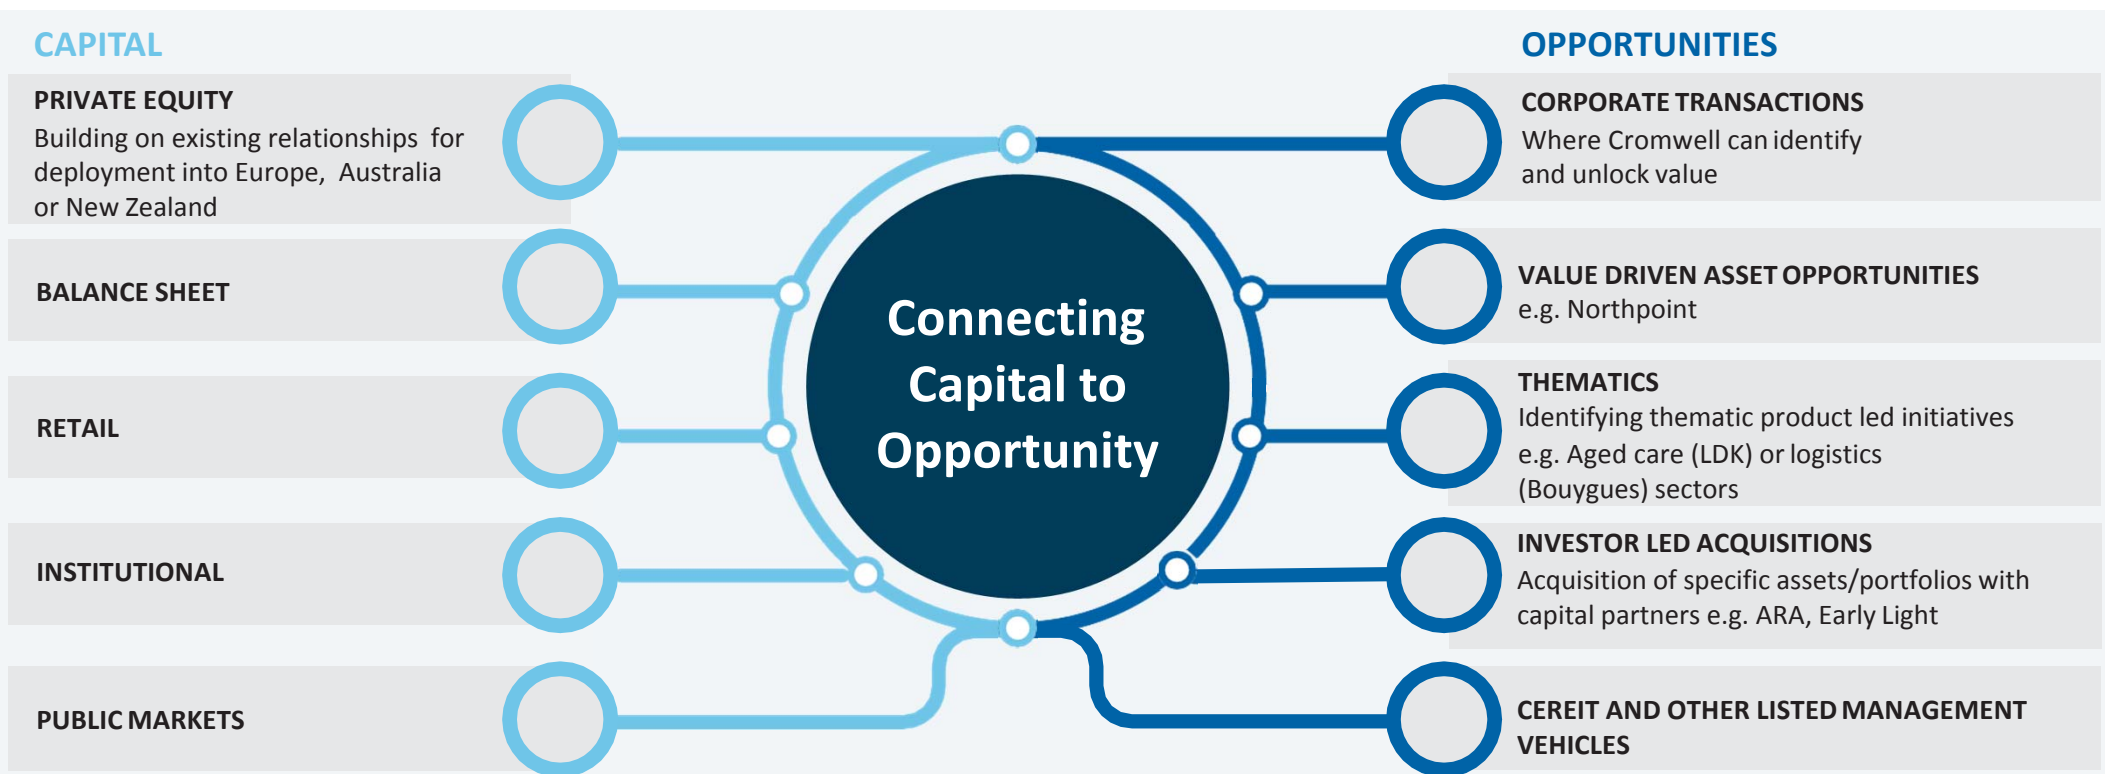 CAPITAL
PRIVATE EQUITY
Building on existing relationships for
deployment into Europe, Australia
or New Zealand
BALANCE SHEET
RETAIL
INSTITUTIONAL
PUBLIC MARKETS
Connecting
Capital to
Opportunity
OPPORTUNITIES
CORPORATE TRANSACTIONS
Where Cromwell can identify
and unlock value
VALUE DRIVEN ASSET OPPORTUNITIES
e.g. Northpoint
THEMATICS
Identifying thematic product led initiatives
e.g. Aged care (LDK) or logistics
(Bouygues) sectors
INVESTOR LED ACQUISITIONS
Acquisition of specific assets/portfolios with
capital partners e.g. ARA, Early Light
CEREIT AND OTHER LISTED MANAGEMENT
VEHICLES